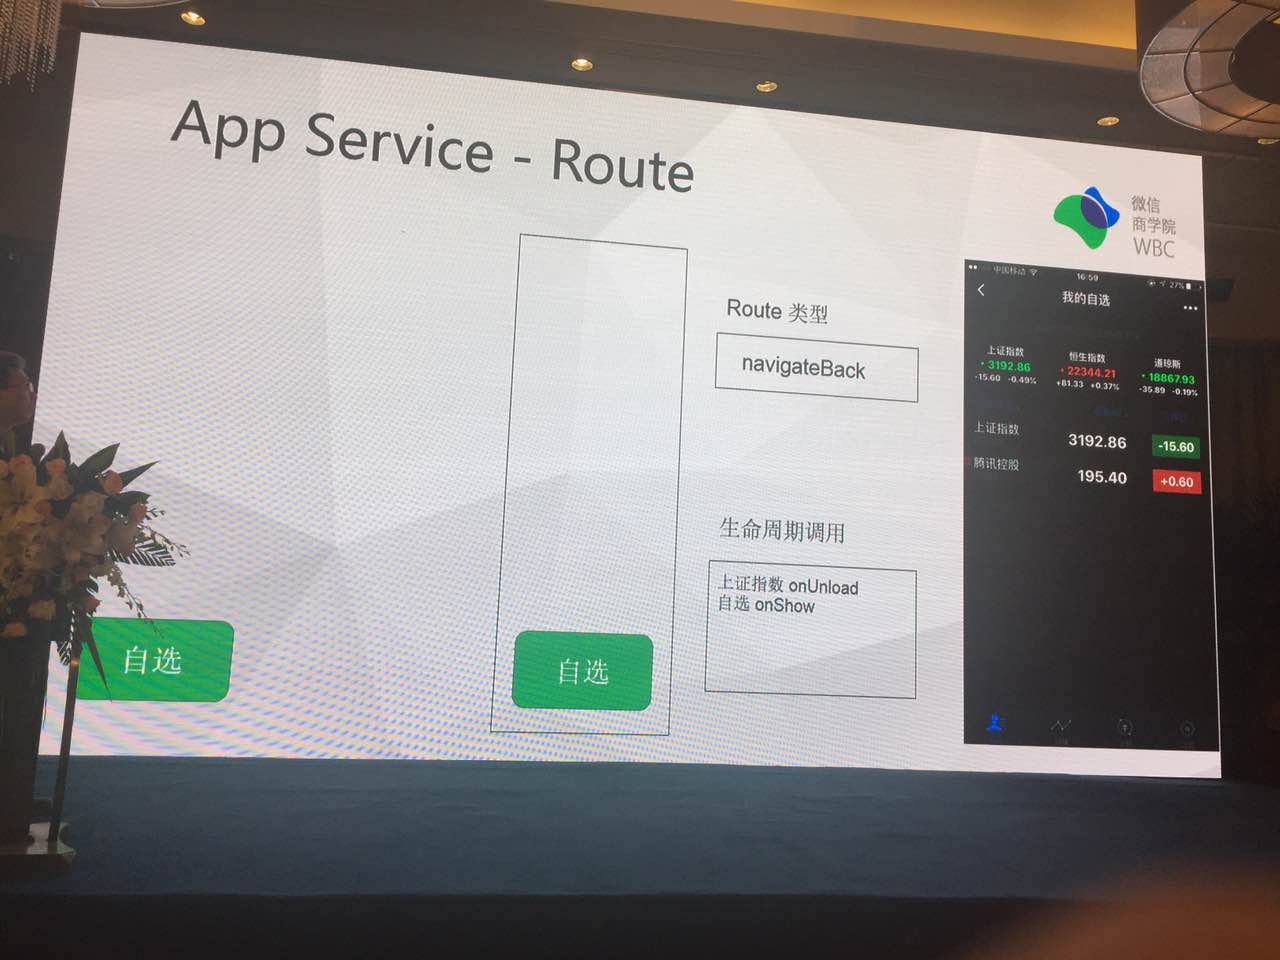 App Service - Route
微信
商学院
WBC
Route 类型
navigateBack
生命周期调用
上证指数 onUnload
自选 onShow
自选
自选
中国移动
16:59
27%
我的自选
上证指数
3192.86
-15.60 -0.49%
恒生指数
22344.21
+81.33 +0.37%
道琼斯
18867.93
-35.89 -0.19%
上证指数
3192.86
-15.60
腾讯控股
195.40
+0.60